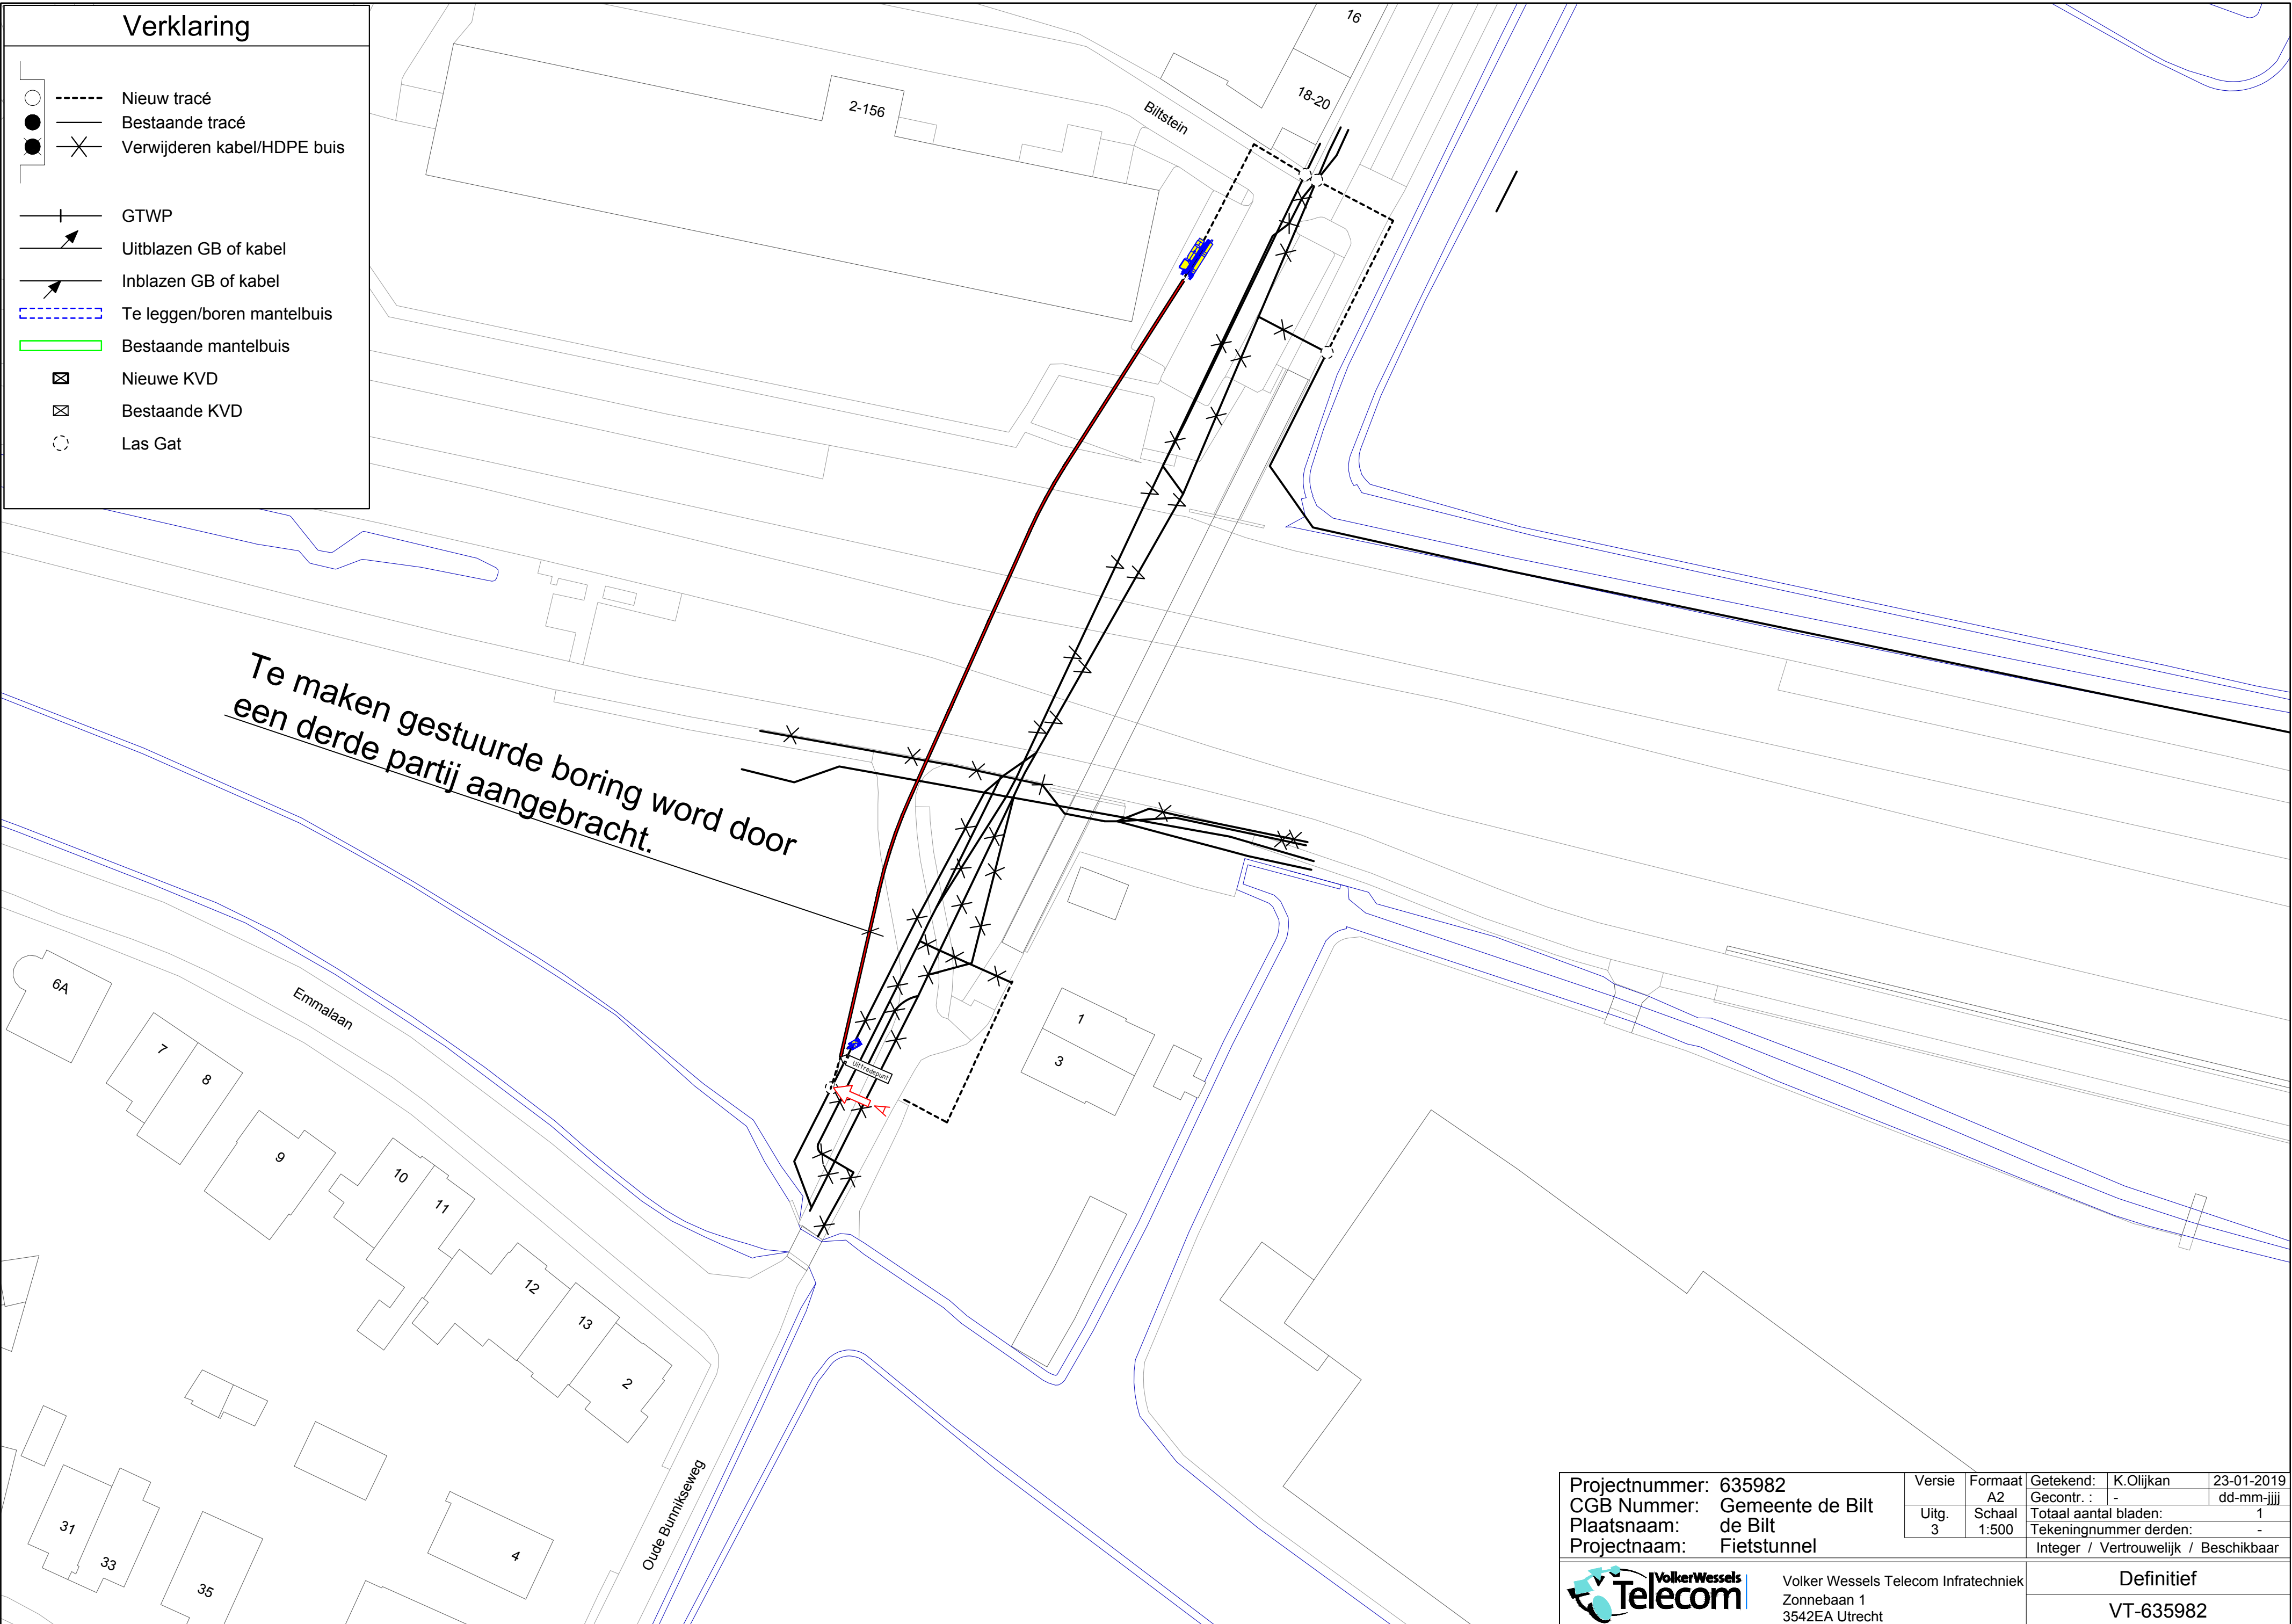 Verklaring
Nieuw tracé
Bestaande tracé
Verwijderen kabel/HDPE buis
GTWP
Uitblazen GB of kabel
Inblazen GB of kabel
Te leggen/boren mantelbuis
Bestaande mantelbuis
Nieuwe KVD
Bestaande KVD
Las Gat
16
18-20
2-156
Biltstein
Te maken gestuurde boring word door
een derde partij aangebracht.
Uittredepunt
A
1
3
6A
Emmalaan
7
8
9
10
11
12
13
2
31
33
35
4
Oude Bunnikseweg
Projectnummer: 635982
CGB Nummer: Gemeente de Bilt
Plaatsnaam: de Bilt
Projectnaam: Fietstunnel
Versie Formaat Getekend: K.Olijkan 23-01-2019
A2 Gecontr. : - dd-mm-jjjj
Uitg. Schaal Totaal aantal bladen: 1
3 1:500 Tekeningnummer derden: -
Integer / Vertrouwelijk / Beschikbaar
VolkerWessels
Telecom
Volker Wessels Telecom Infratechniek
Zonnebaan 1
3542EA Utrecht
Definitief
VT-635982